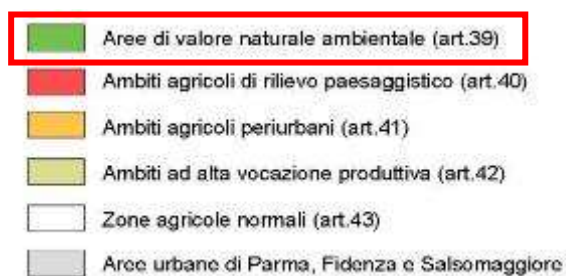 Aree di valore naturale ambientale (art.39)
Ambiti agricoli di rilievo paesaggistico (art.40)
Ambiti agricoli periurbani (art.41)
Ambiti ad alta vocazione produttiva (art.42)
Zone agricole normali (art.43)
Aree urbane di Parma, Fidenza e Salsomaggiore